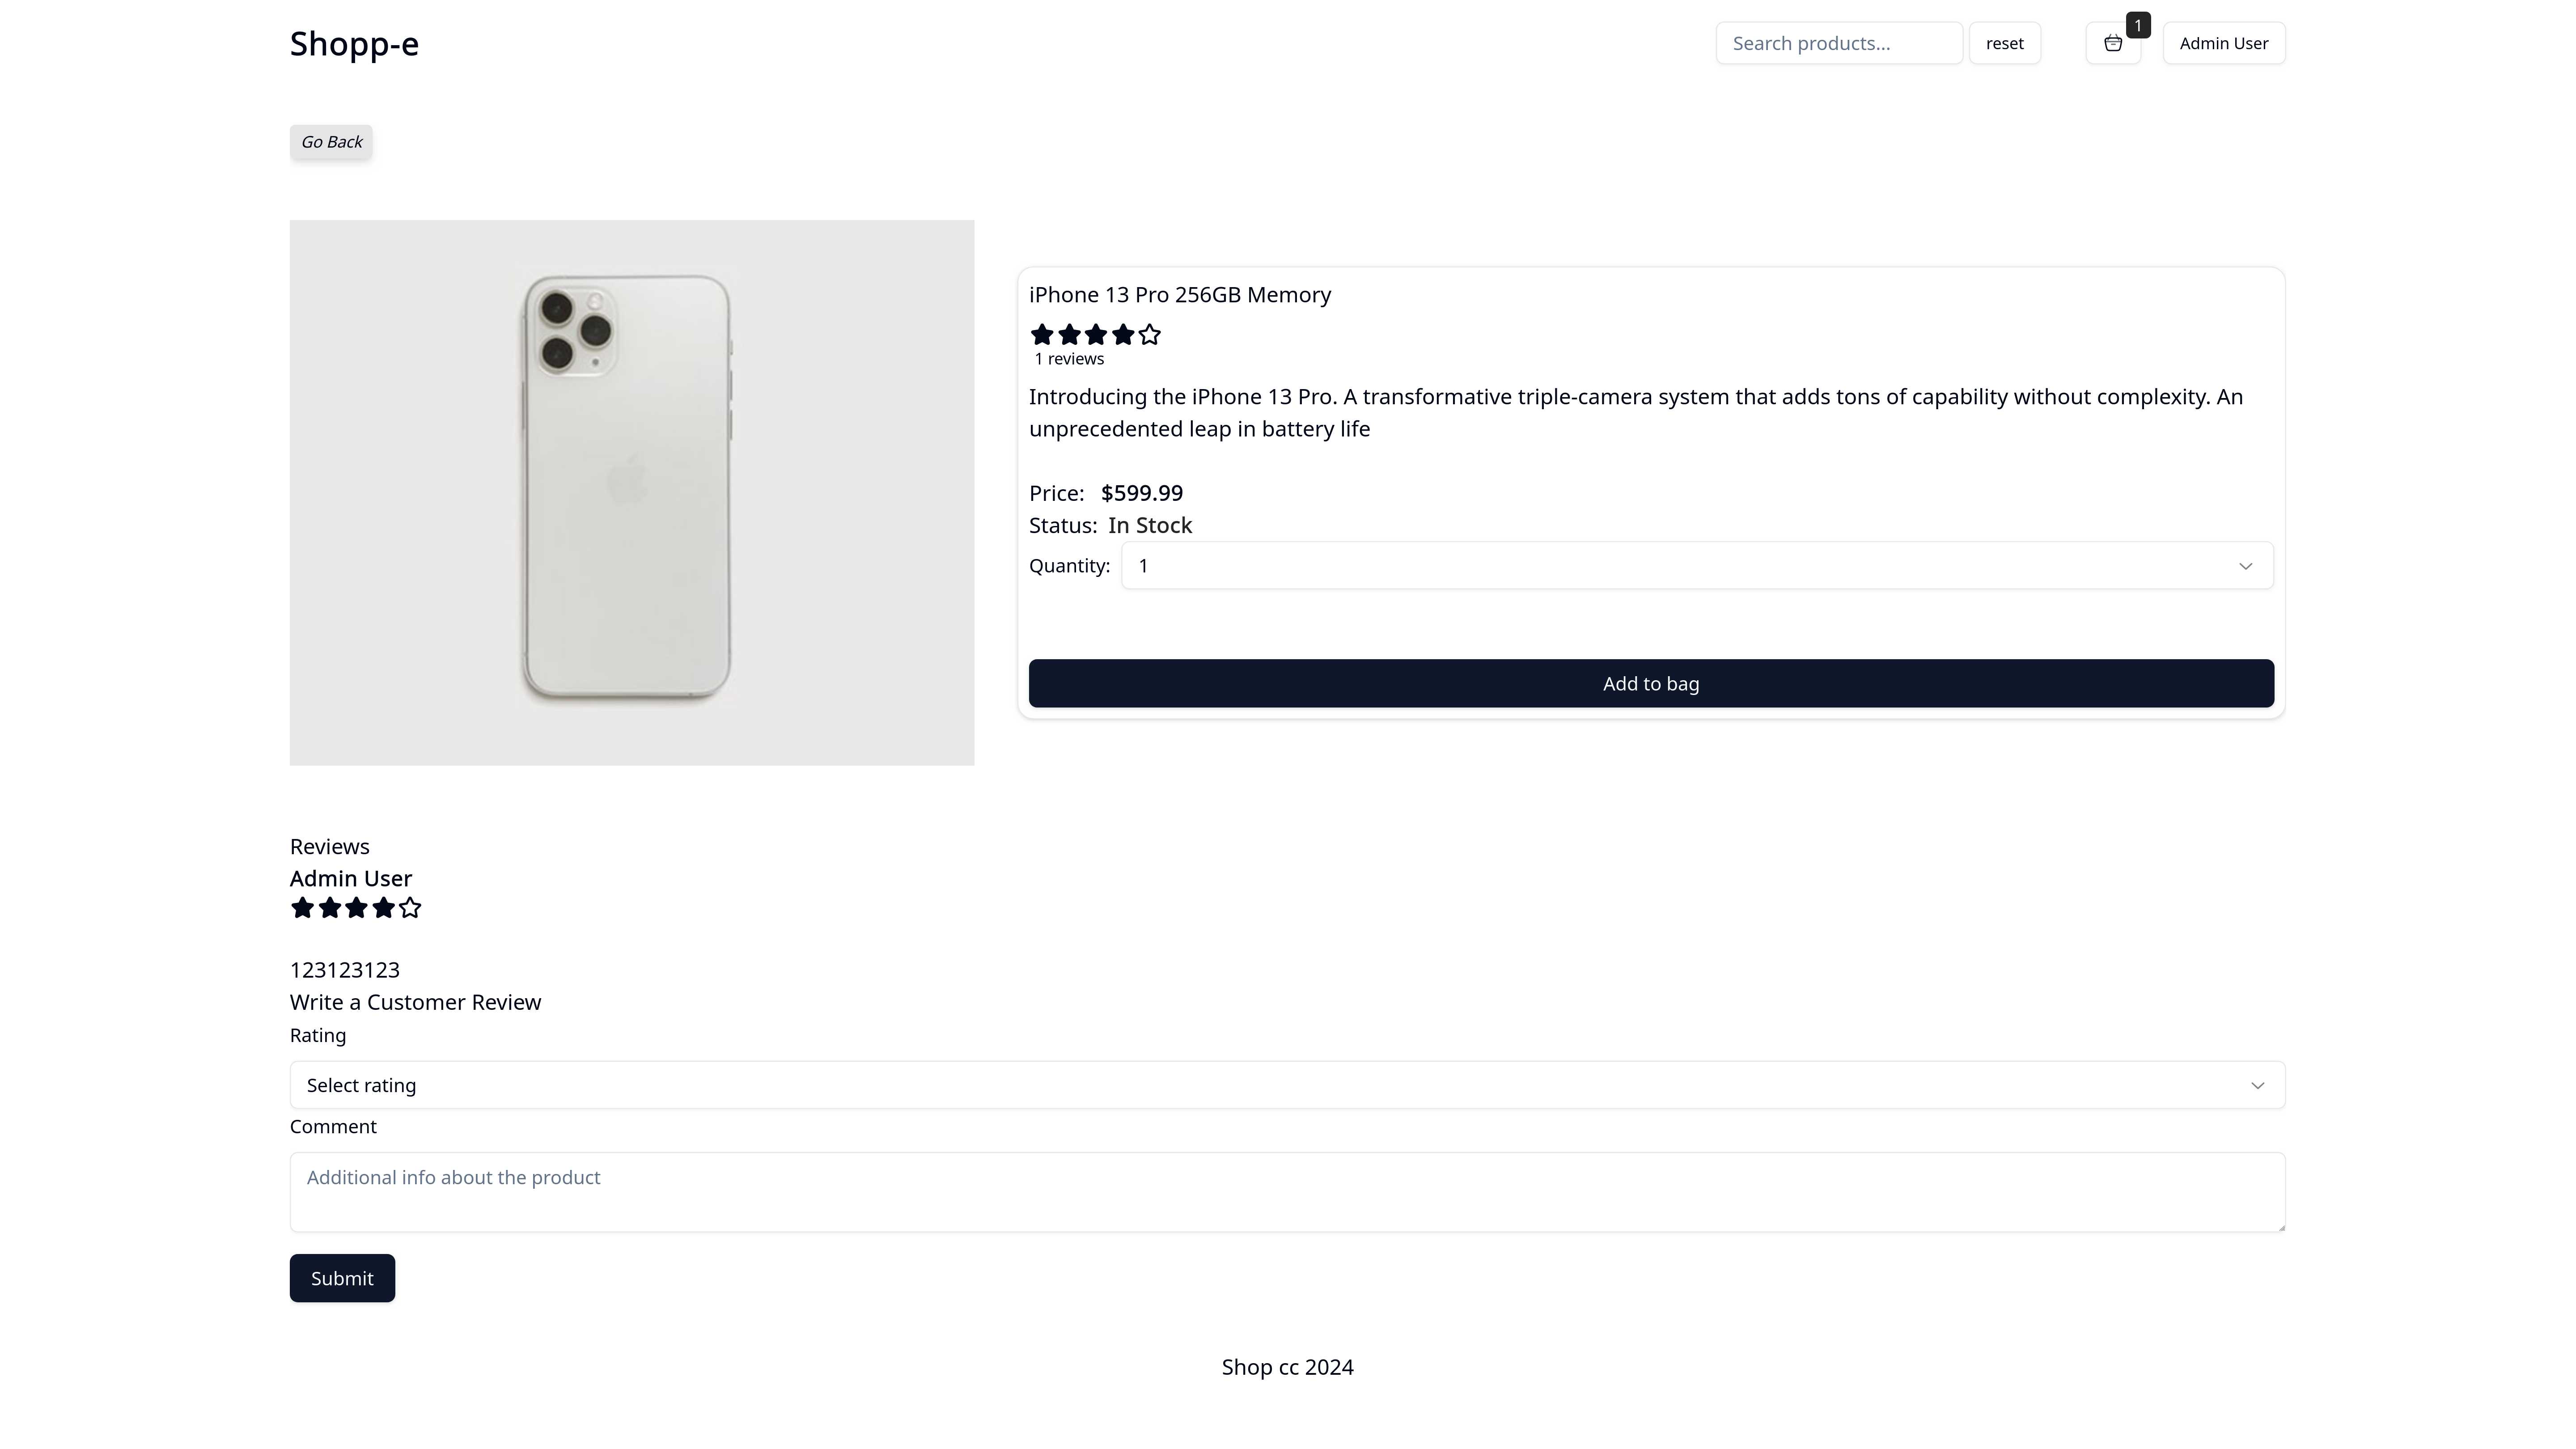 Shopp-e
Search products...
reset
1
Admin User
Go Back
iPhone 13 Pro 256GB Memory
1 reviews
Introducing the iPhone 13 Pro. A transformative triple-camera system that adds tons of capability without complexity. An
unprecedented leap in battery life
Price: $599.99
Status: In Stock
Quantity: 1
Add to bag
Reviews
Admin User
123123123
Write a Customer Review
Rating
Select rating
Comment
Additional info about the product
Submit
Shop cc 2024